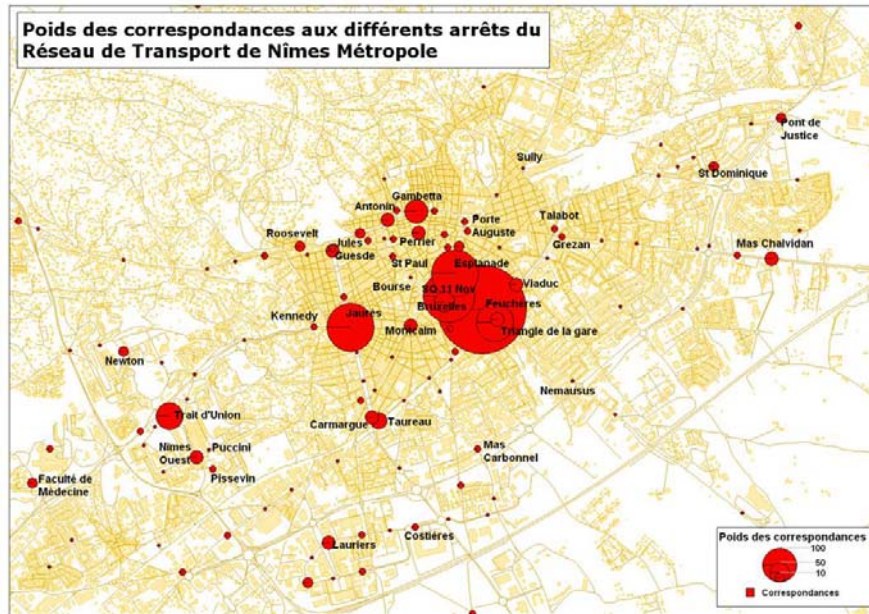 Poids des correspondances aux différents arrêts du
Réseau de Transport de Nîmes Métropole
Pont de
Justice
Sully
St Dominique
Gambetta
Antonin
Porte
Auguste
Talabot
Roosevelt
Jules
Guesde
Perrier
Grezan
Mas Chalvidan
St Paul
Esplanade
Bourse
SQ 11 Nov
Viaduc
Feuchères
Bruxelles
Kennedy
Jaurès
Montcalm
Triangle de la gare
Newton
Nemausus
Trait d'Union
Carmargue
Taureau
Nîmes
Ouest
Puccini
Mas
Carbonnel
Pissevin
Faculté de
Médecine
Costières
Lauriers
Poids des correspondances
100
50
10
Correspondances